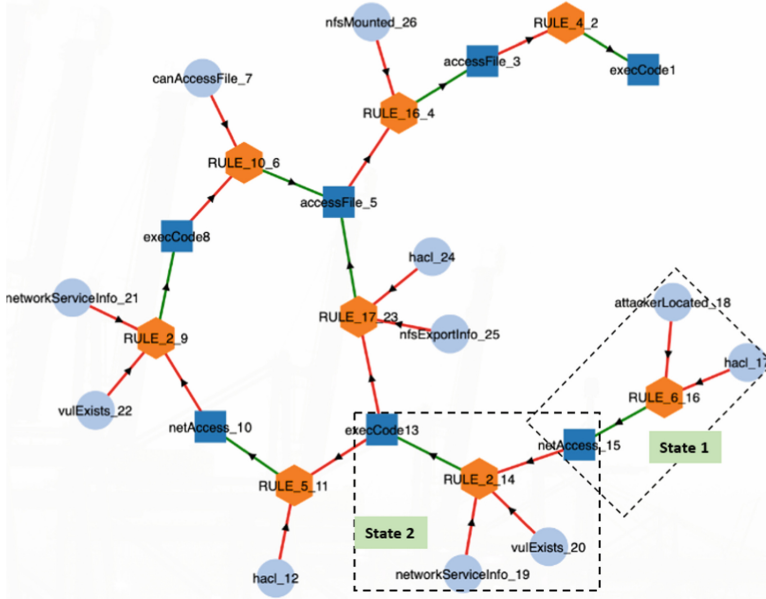 nfsMounted_26
RULE_4_2
accessFile_3
execCode1
canAccessFile_7
RULE_16_4
RULE_10_6
accessFile_5
execCode8
hacl_24
networkServiceInfo_21
attackerLocated_18
RULE_17_23
nfsExportInfo_25
RULE_2_9
hacl_17
RULE_6_16
vulExists_22
netAccess_10
execCode13
netAccess_15
State 1
RULE_5_11
RULE_2_14
State 2
vulExists_20
hacl_12
networkServiceInfo_19